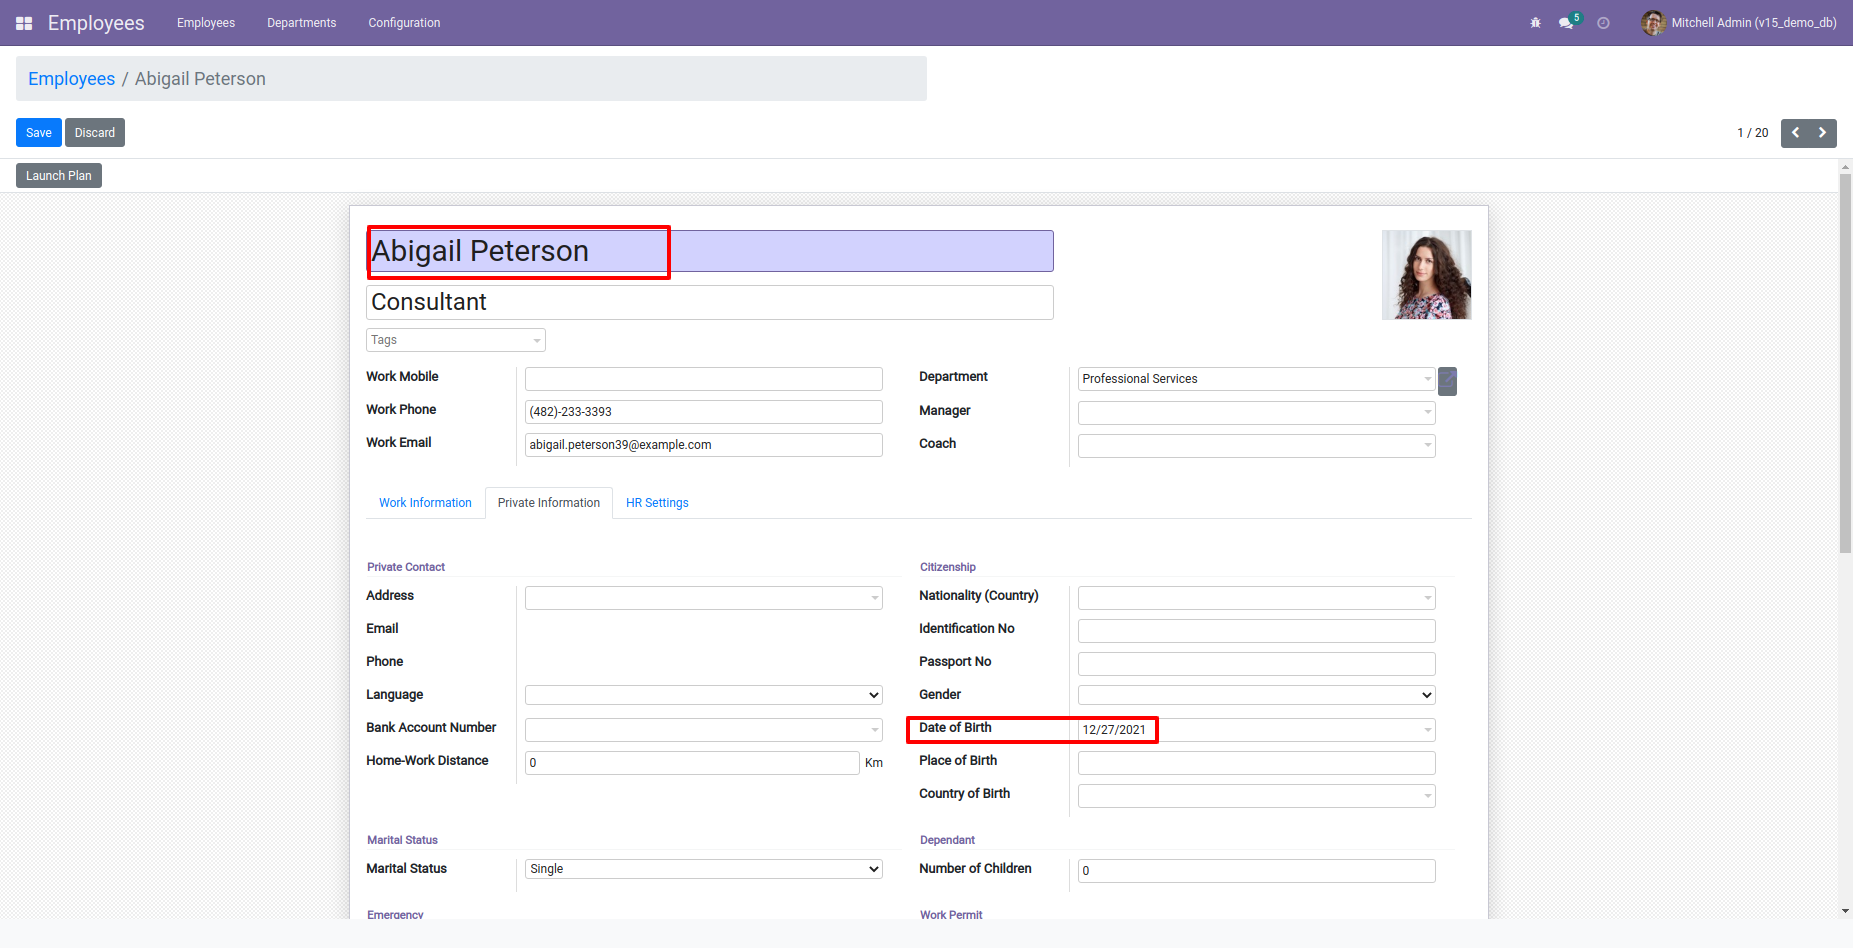 Employees Employees Departments Configuration 5 Mitchell Admin (v15_demo_db)
Employees / Abigail Peterson
Save Discard 1 / 20
Launch Plan
Abigail Peterson
Consultant
Tags
Work Mobile
Work Phone (482)-233-3393
Work Email abigail.peterson39@example.com
Department Professional Services
Manager
Coach
Work Information Private Information HR Settings
Private Contact
Address
Email
Phone
Language
Bank Account Number
Home-Work Distance 0 Km
Citizenship
Nationality (Country)
Identification No
Passport No
Gender
Date of Birth 12/27/2021
Place of Birth
Country of Birth
Marital Status
Marital Status Single
Dependant
Number of Children 0
Emergency
Work Permit